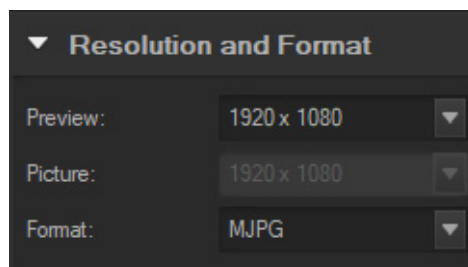 Resolution and Format
Preview: 1920 x 1080
Picture: 1920 x 1080
Format: MJPG